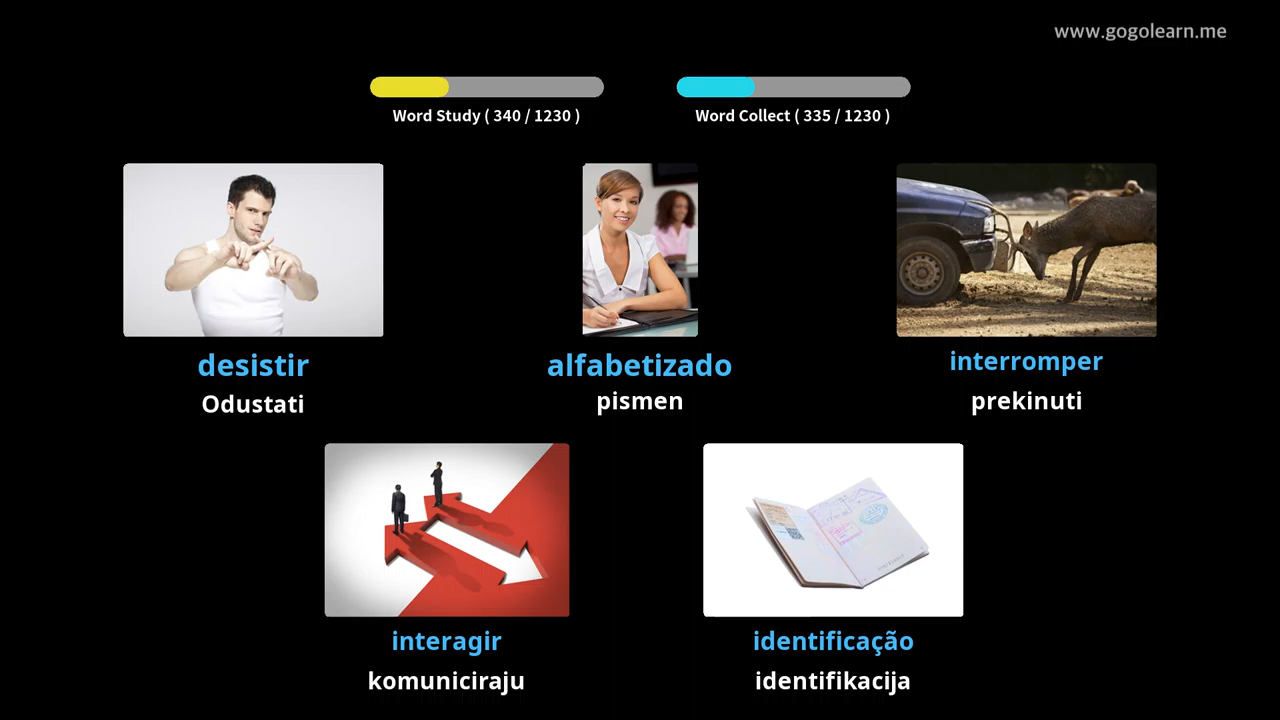 www.gogolearn.me
Word Study ( 340 / 1230 )
Word Collect ( 335 / 1230 )
desistir
Odustati
alfabetizado
pismen
interromper
prekinuti
interagir
komuniciraju
identificação
identifikacija